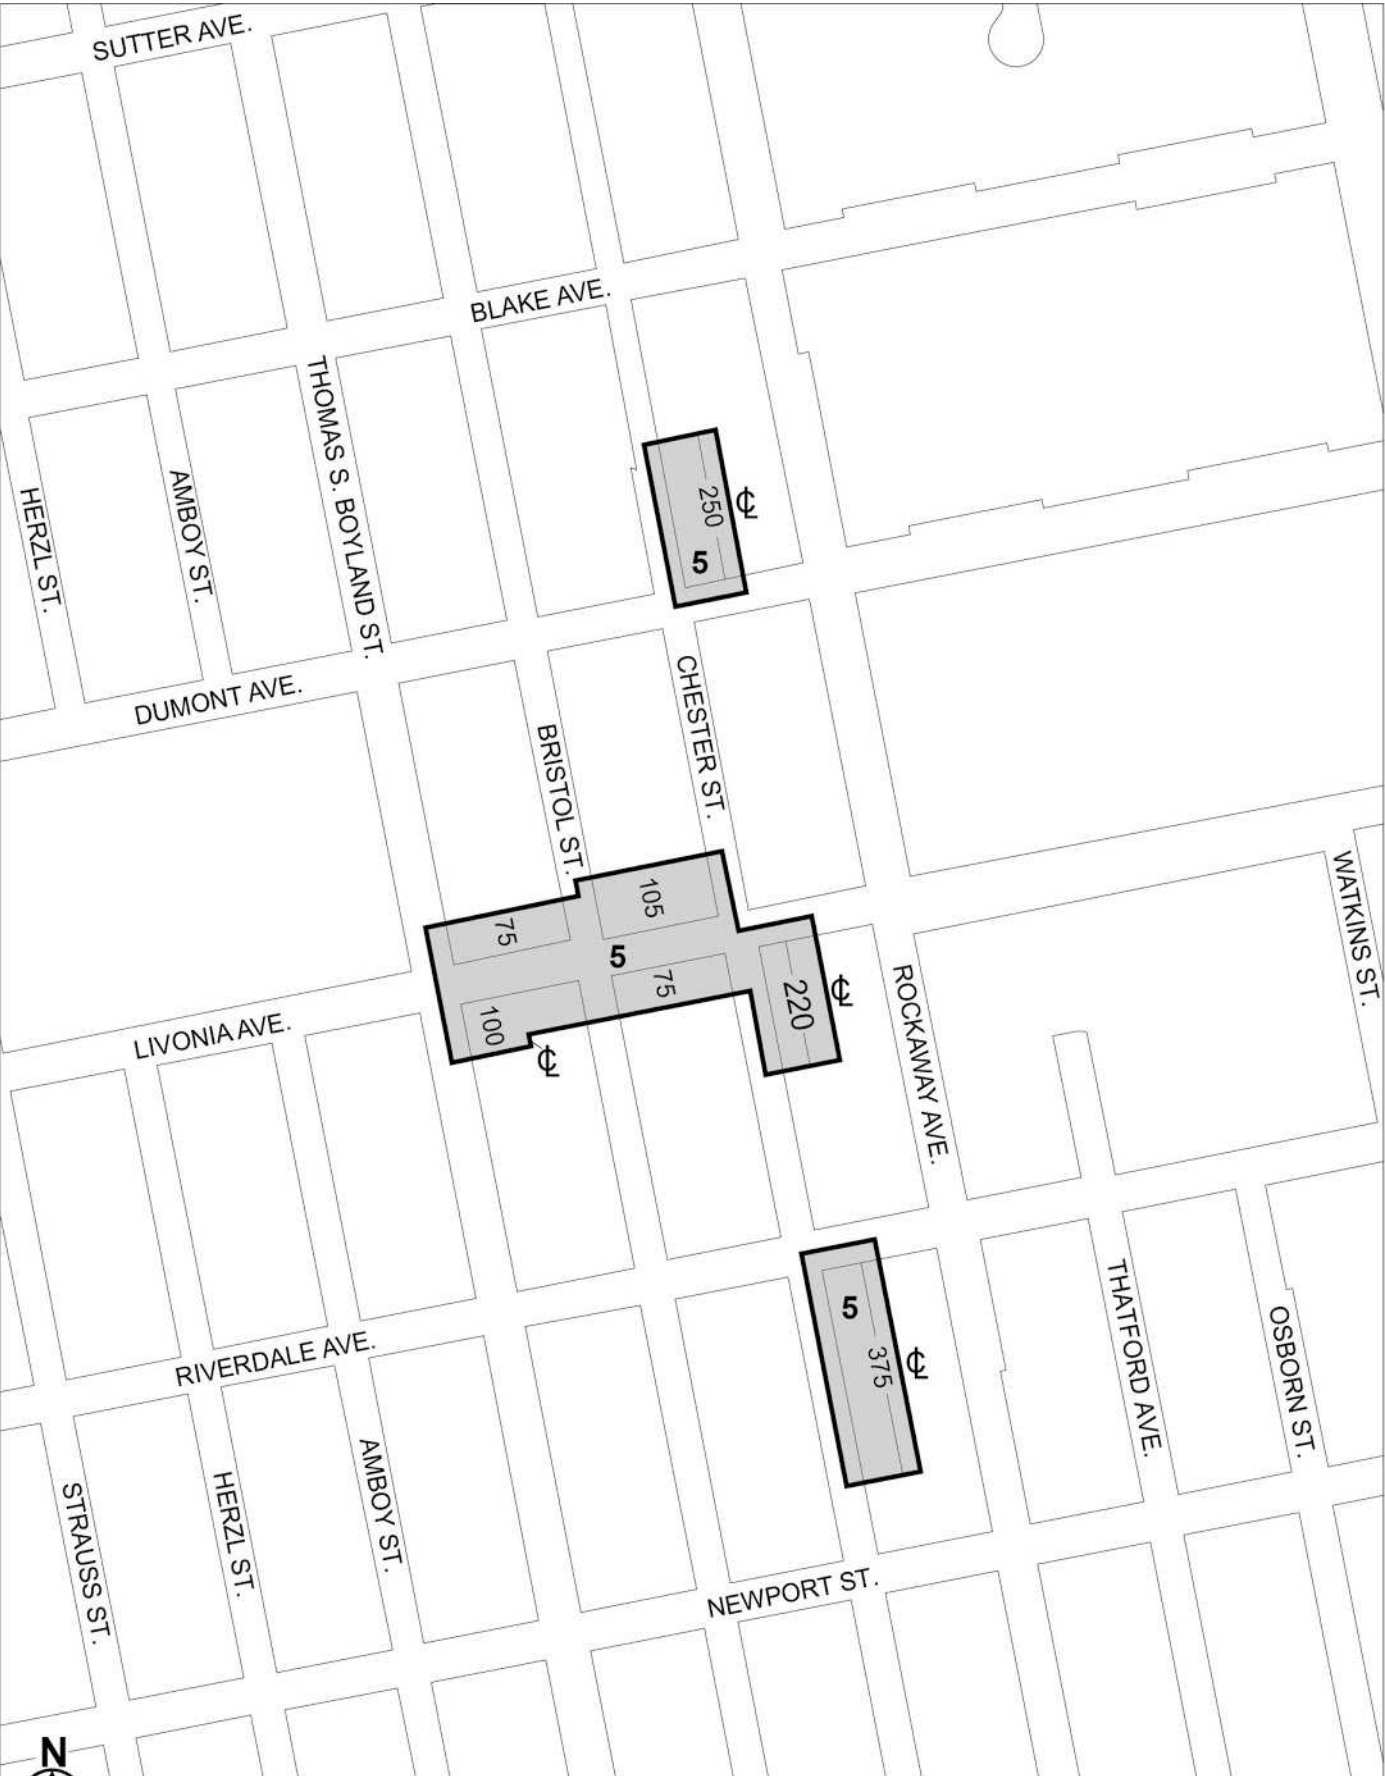 SUTTER AVE.
BLAKE AVE.
THOMAS S. BOYLAND ST.
HERZL ST.
AMBOY ST.
250
℄
5
DUMONT AVE.
CHESTER ST.
BRISTOL ST.
WATKINS ST.
105
75
5
75
220
℄
100
℄
LIVONIA AVE.
ROCKAWAY AVE.
THATFORD AVE.
OSBORN ST.
5
375
℄
RIVERDALE AVE.
STRAUSS ST.
HERZL ST.
AMBOY ST.
NEWPORT ST.
N